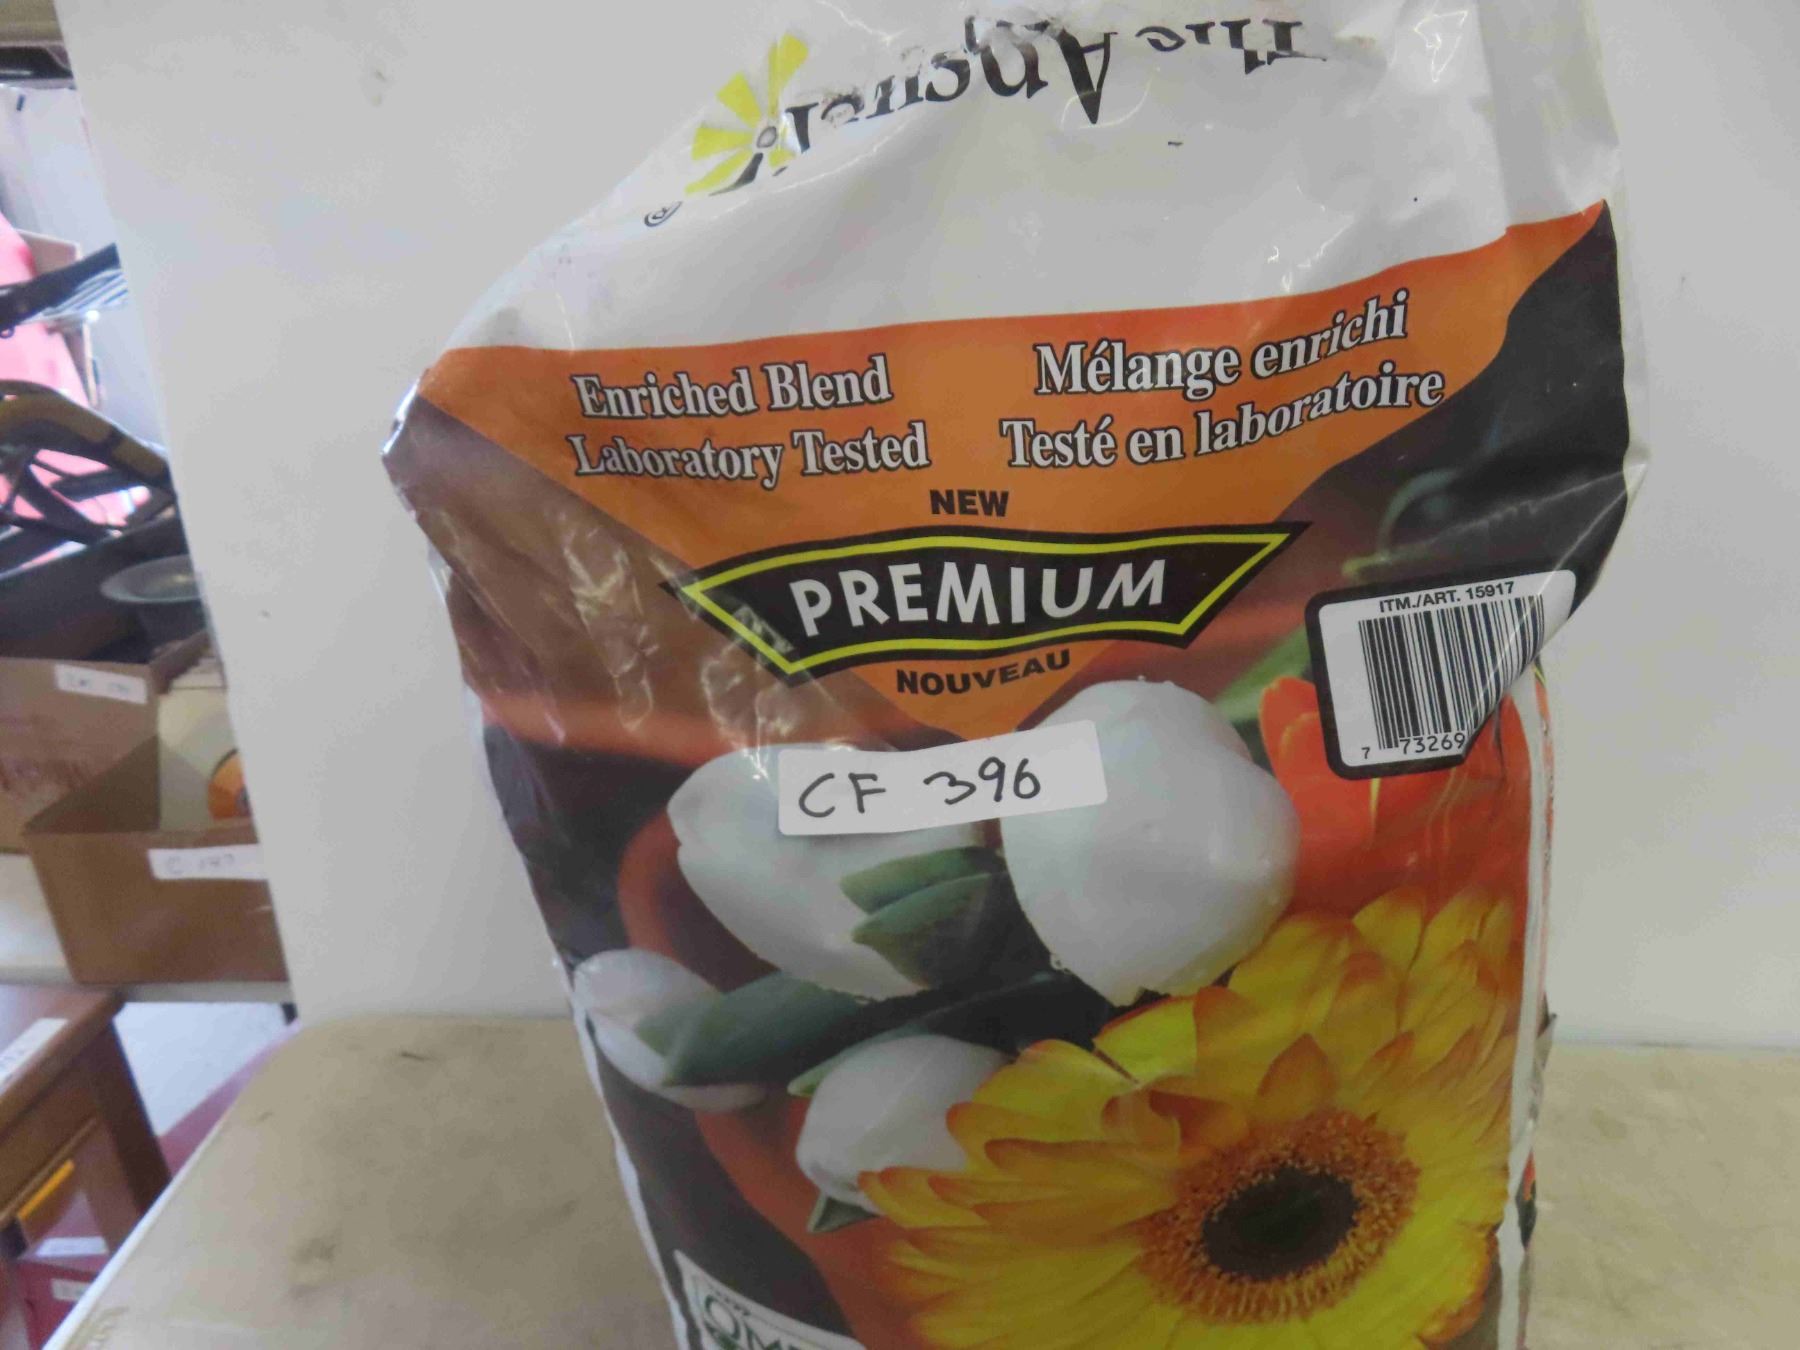 The
Enriched Blend
Laboratory Tested
Mélange enrichi
Testé en laboratoire
NEW
PREMIUM
NOUVEAU
ITM./ART. 15917
7 73269
CF 396